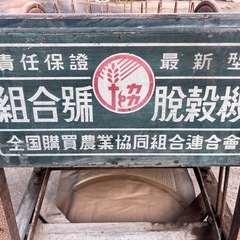 責任保證 最新型
組合號 協 脫穀機
全国購買農業協同組合連合會